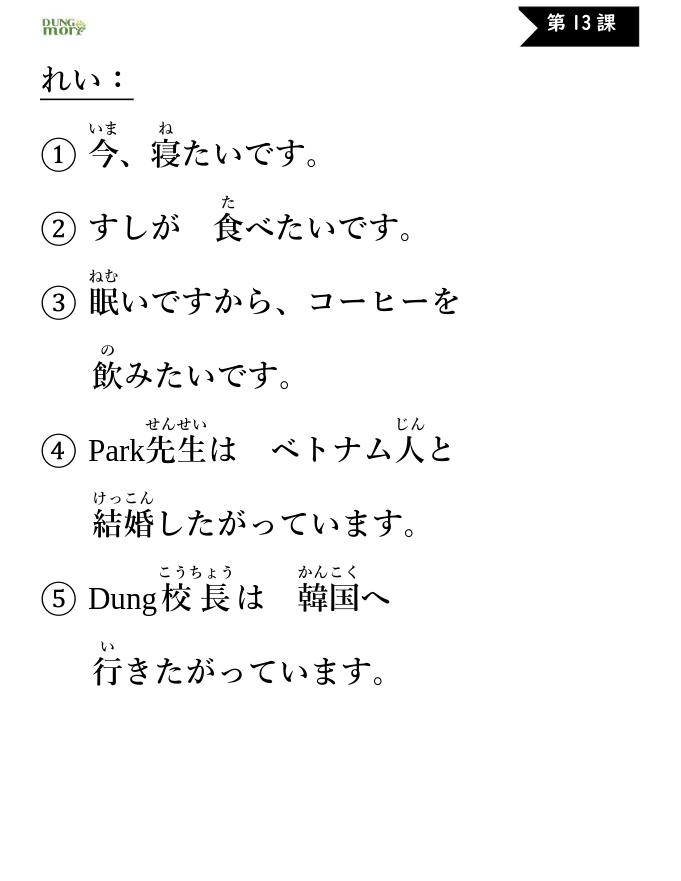 DUNG
mori
第13課
れい：
いま ね
① 今、寝たいです。
た
② すしが　食べたいです。
ねむ
③ 眠いですから、コーヒーを
の
飲みたいです。
せんせい じん
④ Park先生は　ベトナム人と
けっこん
結婚したがっています。
こうちょう かんこく
⑤ Dung校長は　韓国へ
い
行きたがっています。